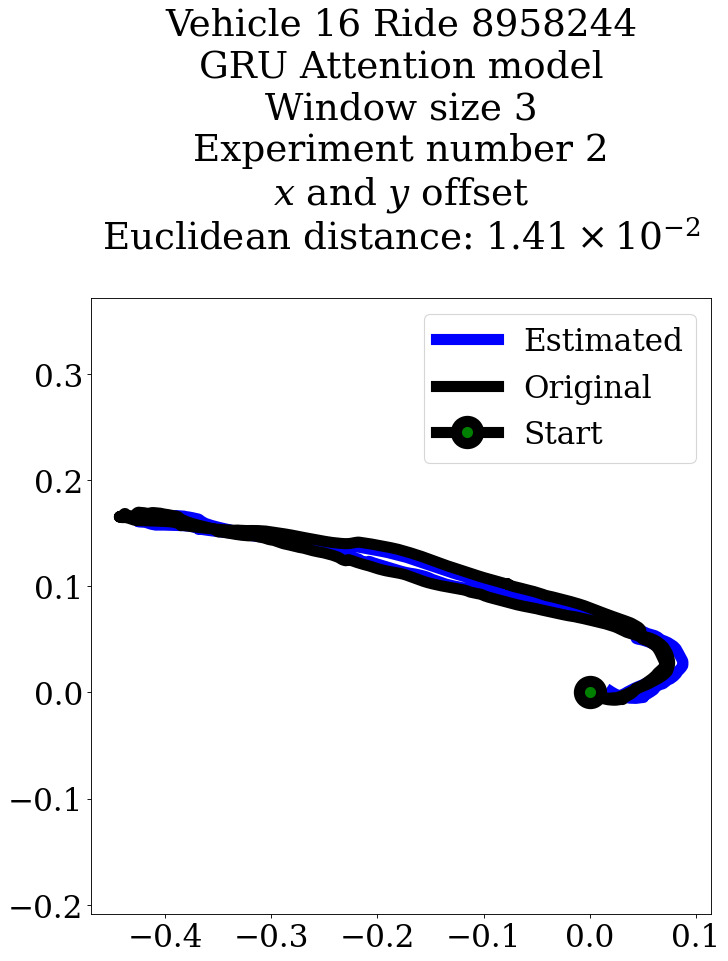 Vehicle 16 Ride 8958244
GRU Attention model
Window size 3
Experiment number 2
x and y offset
Euclidean distance: 1.41 × 10⁻²
Estimated
Original
Start
0.3
0.2
0.1
0.0
−0.1
−0.2
−0.4 −0.3 −0.2 −0.1 0.0 0.1